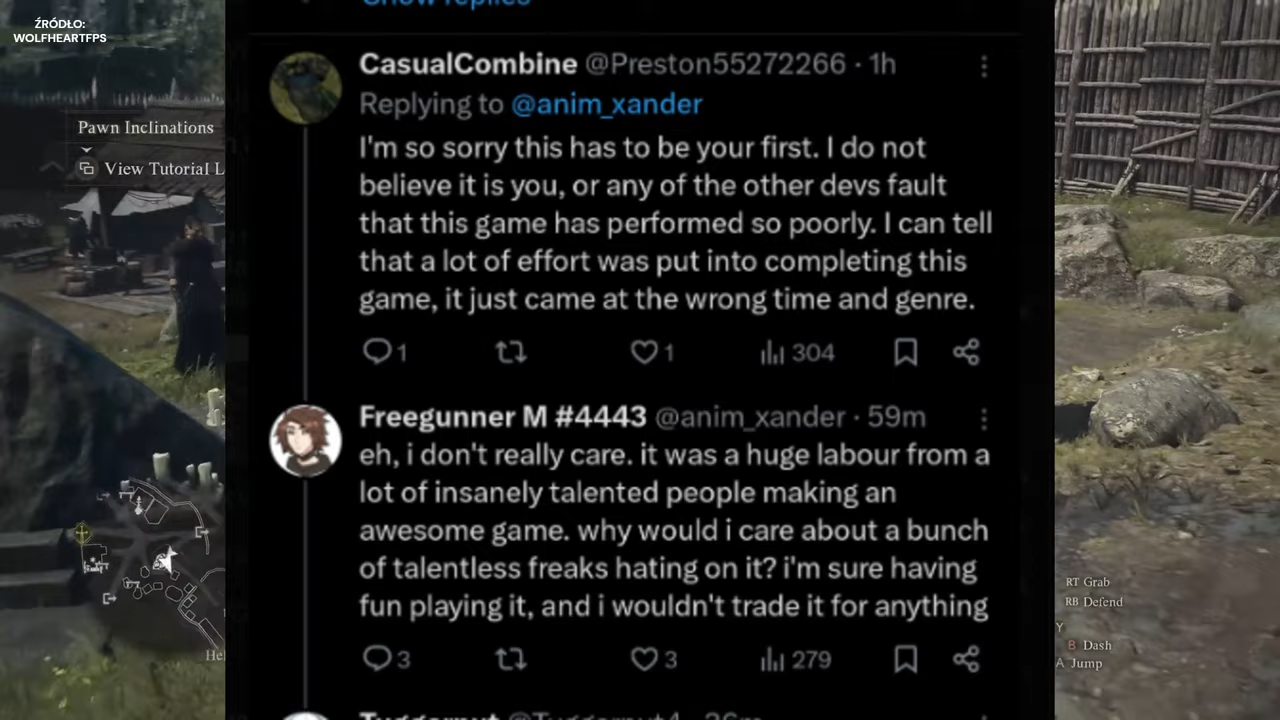 ŹRÓDŁO:
WOLFHEARTFPS
Show replies
Pawn Inclinations
View Tutorial L
CasualCombine @Preston55272266 · 1h
Replying to @anim_xander
I'm so sorry this has to be your first. I do not
believe it is you, or any of the other devs fault
that this game has performed so poorly. I can tell
that a lot of effort was put into completing this
game, it just came at the wrong time and genre.
1 1 304
Freegunner M #4443 @anim_xander · 59m
eh, i don't really care. it was a huge labour from a
lot of insanely talented people making an
awesome game. why would i care about a bunch
of talentless freaks hating on it? i'm sure having
fun playing it, and i wouldn't trade it for anything
3 3 279
RT Grab
RB Defend
Y
B Dash
A Jump
He